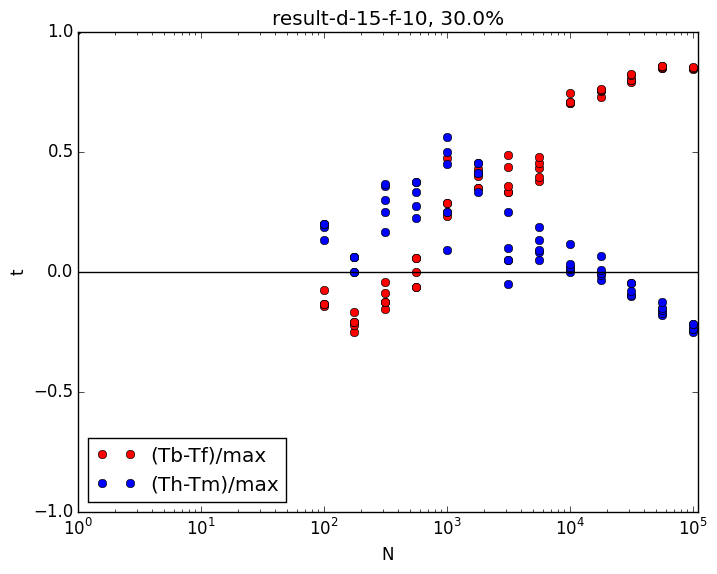 result-d-15-f-10, 30.0%
1.0
0.5
0.0
−0.5
−1.0
t
(Tb-Tf)/max
(Th-Tm)/max
10^0 10^1 10^2 10^3 10^4 10^5
N